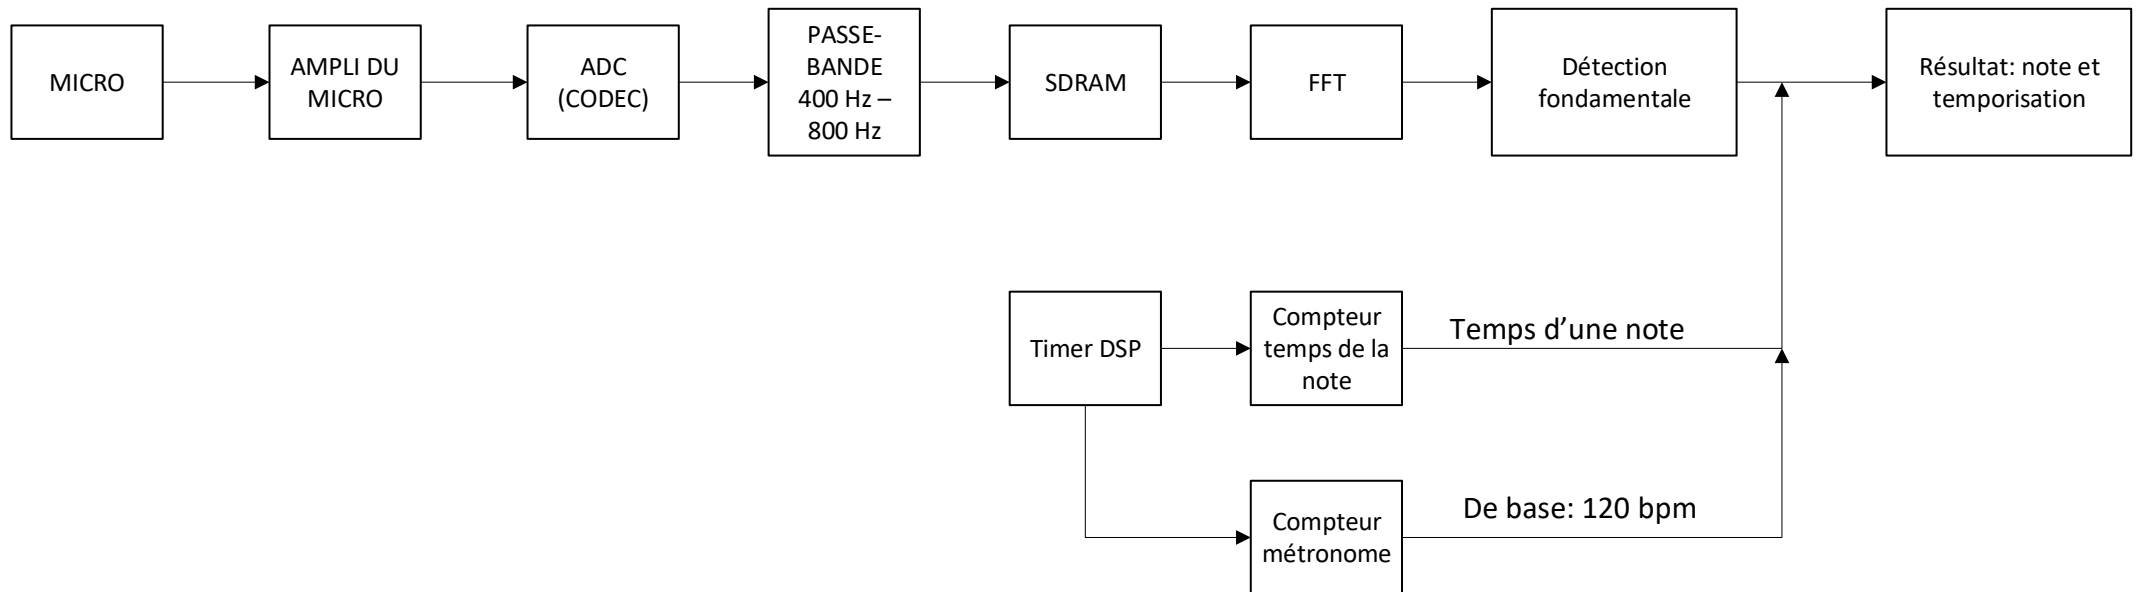 MICRO
AMPLI DU
MICRO
ADC
(CODEC)
PASSE-
BANDE
400 Hz –
800 Hz
SDRAM
FFT
Détection
fondamentale
Résultat: note et
temporisation
Timer DSP
Compteur
temps de la
note
Temps d’une note
Compteur
métronome
De base: 120 bpm